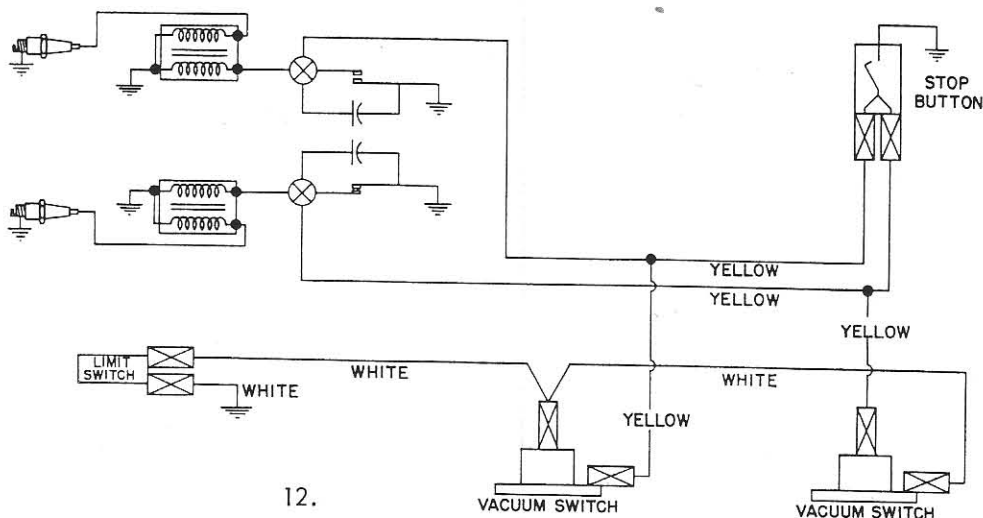 STOP
BUTTON
YELLOW
YELLOW
YELLOW
LIMIT
SWITCH
WHITE
WHITE
WHITE
YELLOW
12.
VACUUM SWITCH
VACUUM SWITCH